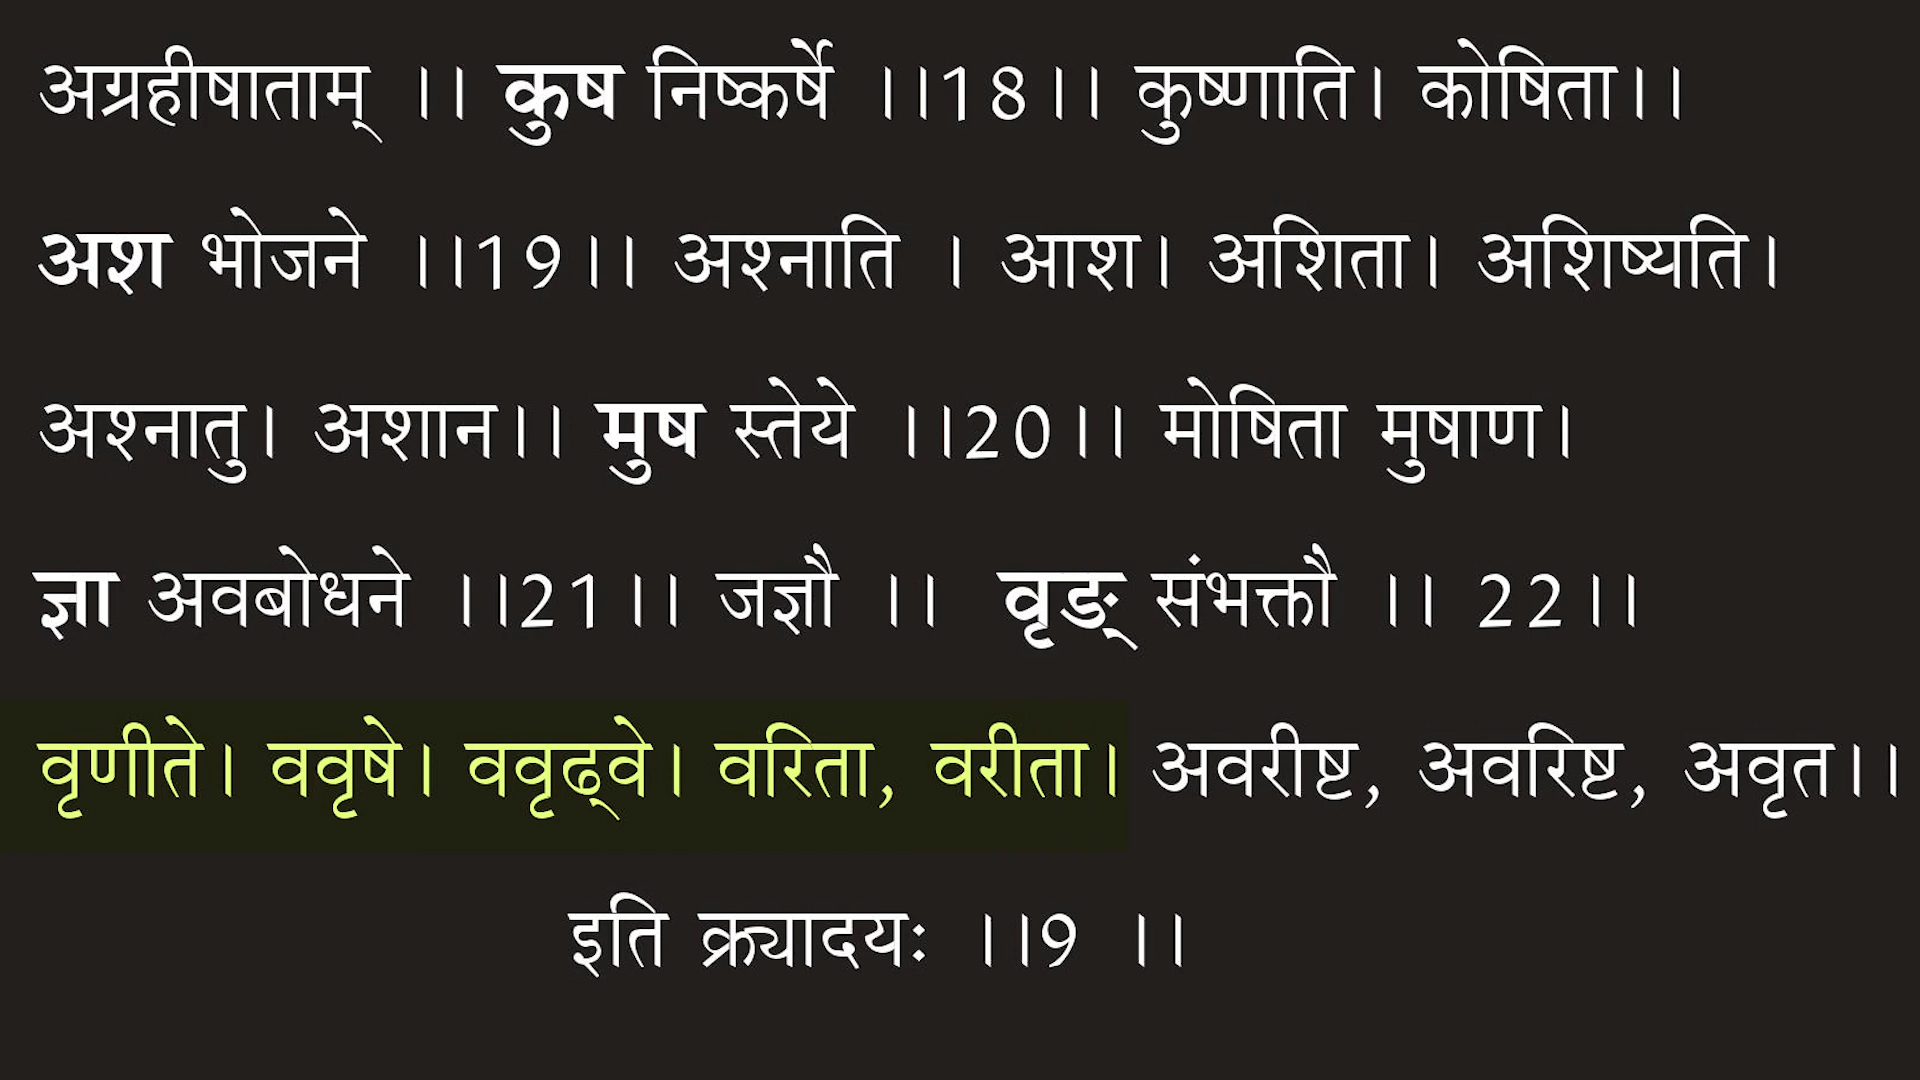 अग्रहीषाताम् ।। कुष निष्कर्षे ।।18।। कुष्णाति। कोषिता।।
अश भोजने ।।19।। अश्नाति । आश। अशिता। अशिष्यति।
अश्नातु। अशान।। मुष स्तेये ।।20।। मोषिता मुषाण।
ज्ञा अवबोधने ।।21।। जज्ञौ ।। वृङ् संभक्तौ ।। 22।।
वृणीते। ववृषे। ववृढ्वे। वरिता, वरीता। अवरीष्ट, अवरिष्ट, अवृत।।
इति क्र्यादयः ।।9 ।।